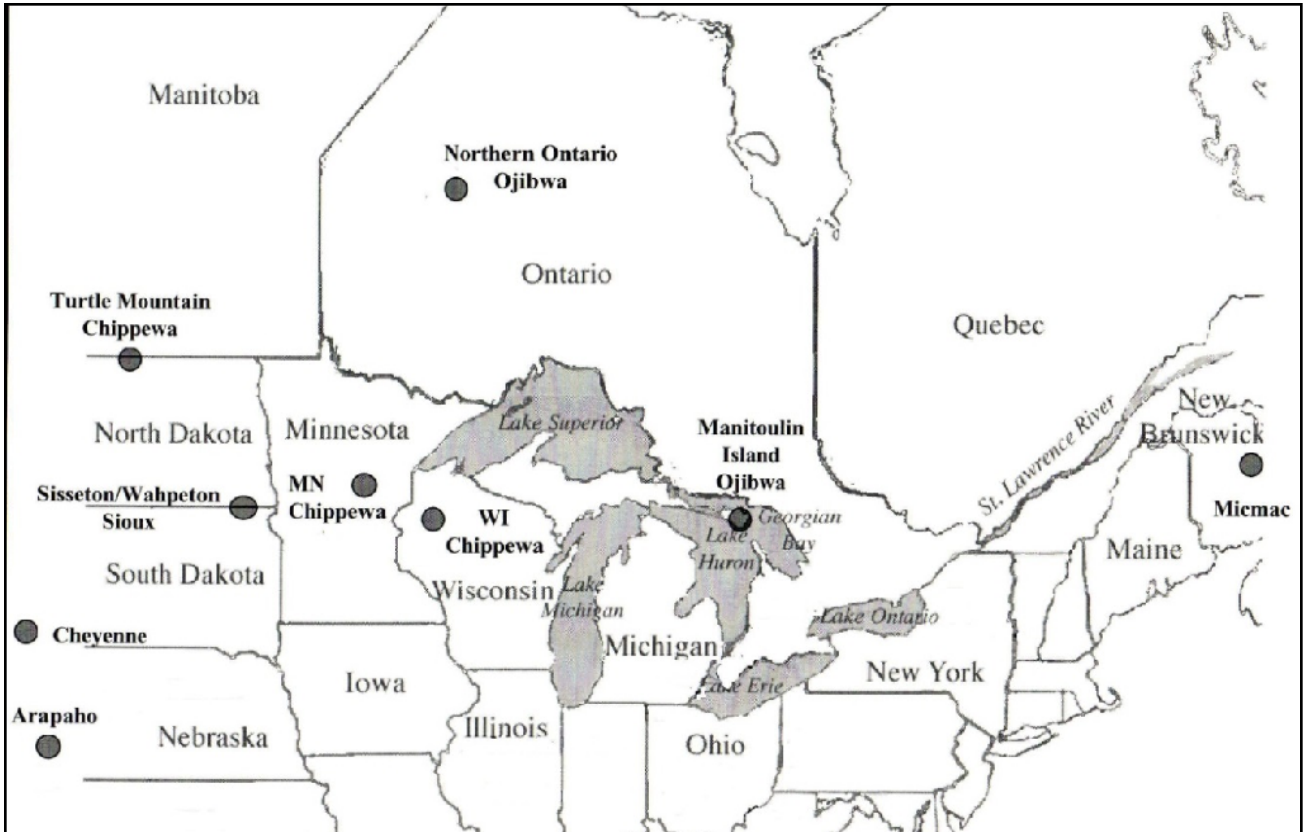 Manitoba
Northern Ontario
Ojibwa
Ontario
Turtle Mountain
Chippewa
Quebec
North Dakota
Minnesota
Lake Superior
Manitoulin
Island
Ojibwa
St. Lawrence River
New
Brunswick
Sisseton/Wahpeton
Sioux
MN
Chippewa
WI
Chippewa
Georgian
Bay
Lake
Huron
Micmac
Maine
South Dakota
Wisconsin
Lake
Michigan
Lake Ontario
Cheyenne
Michigan
New York
Iowa
Lake Erie
Arapaho
Nebraska
Illinois
Ohio